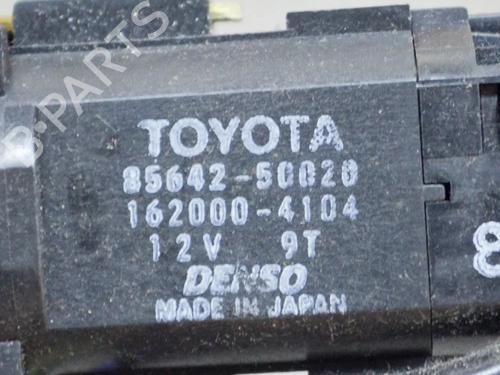 B-PARTS
TOYOTA
85642-50020
162000-4104
12V 9T
DENSO
MADE IN JAPAN
8